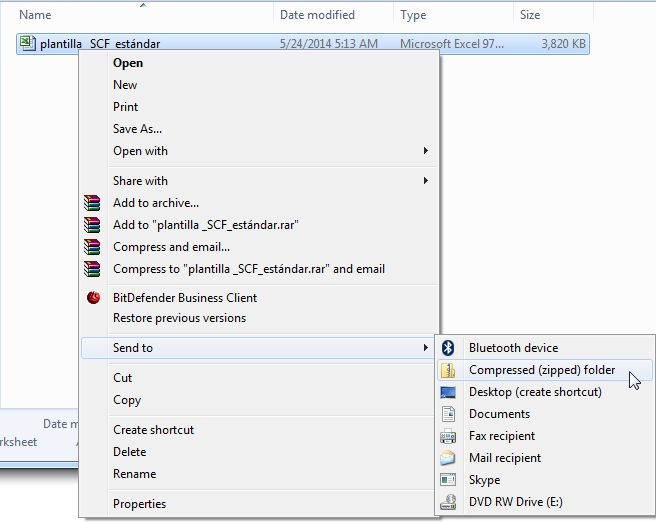 Name Date modified Type Size
plantilla _SCF_estándar 5/24/2014 5:13 AM Microsoft Excel 97... 3,820 KB
Open
New
Print
Save As...
Open with
Share with
Add to archive...
Add to "plantilla _SCF_estándar.rar"
Compress and email...
Compress to "plantilla _SCF_estándar.rar" and email
BitDefender Business Client
Restore previous versions
Send to
Cut
Copy
Create shortcut
Delete
Rename
Properties
Bluetooth device
Compressed (zipped) folder
Desktop (create shortcut)
Documents
Fax recipient
Mail recipient
Skype
DVD RW Drive (E:)
Date m
rksheet